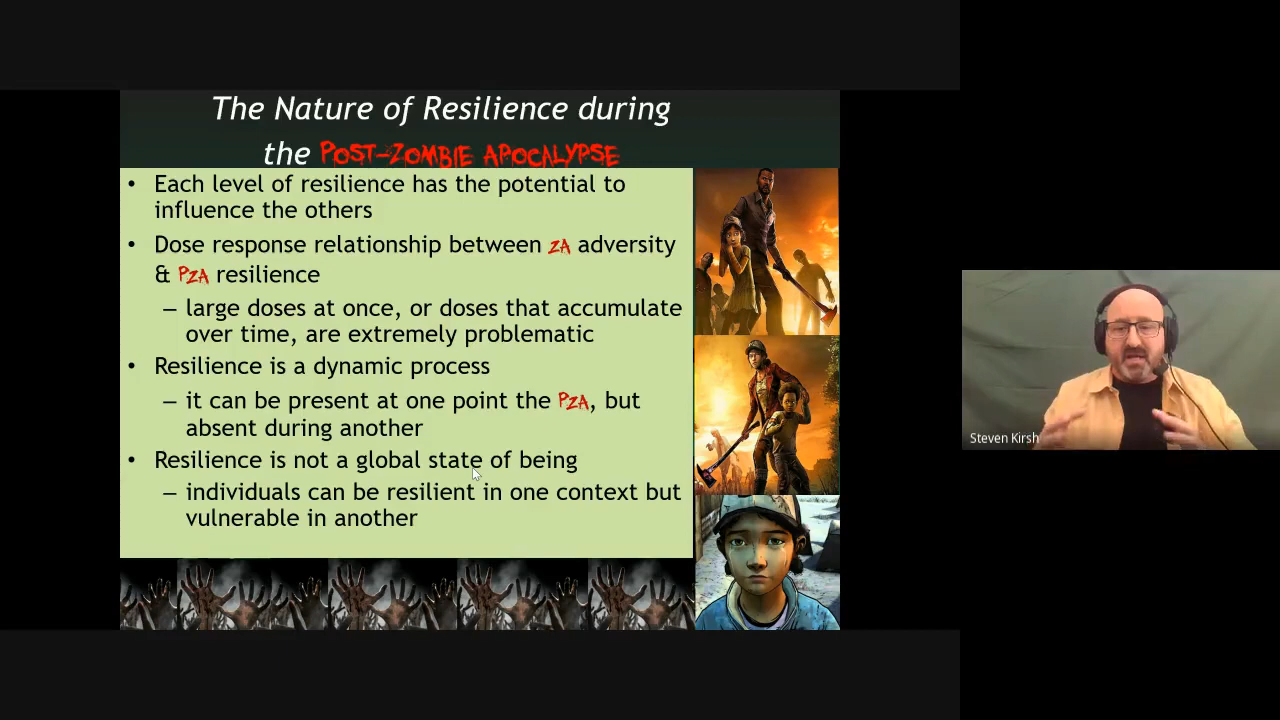 The Nature of Resilience during
the Post-Zombie Apocalypse
• Each level of resilience has the potential to
influence the others
• Dose response relationship between ZA adversity
& PZA resilience
– large doses at once, or doses that accumulate
over time, are extremely problematic
• Resilience is a dynamic process
– it can be present at one point the PZA, but
absent during another
• Resilience is not a global state of being
– individuals can be resilient in one context but
vulnerable in another
Steven Kirsh